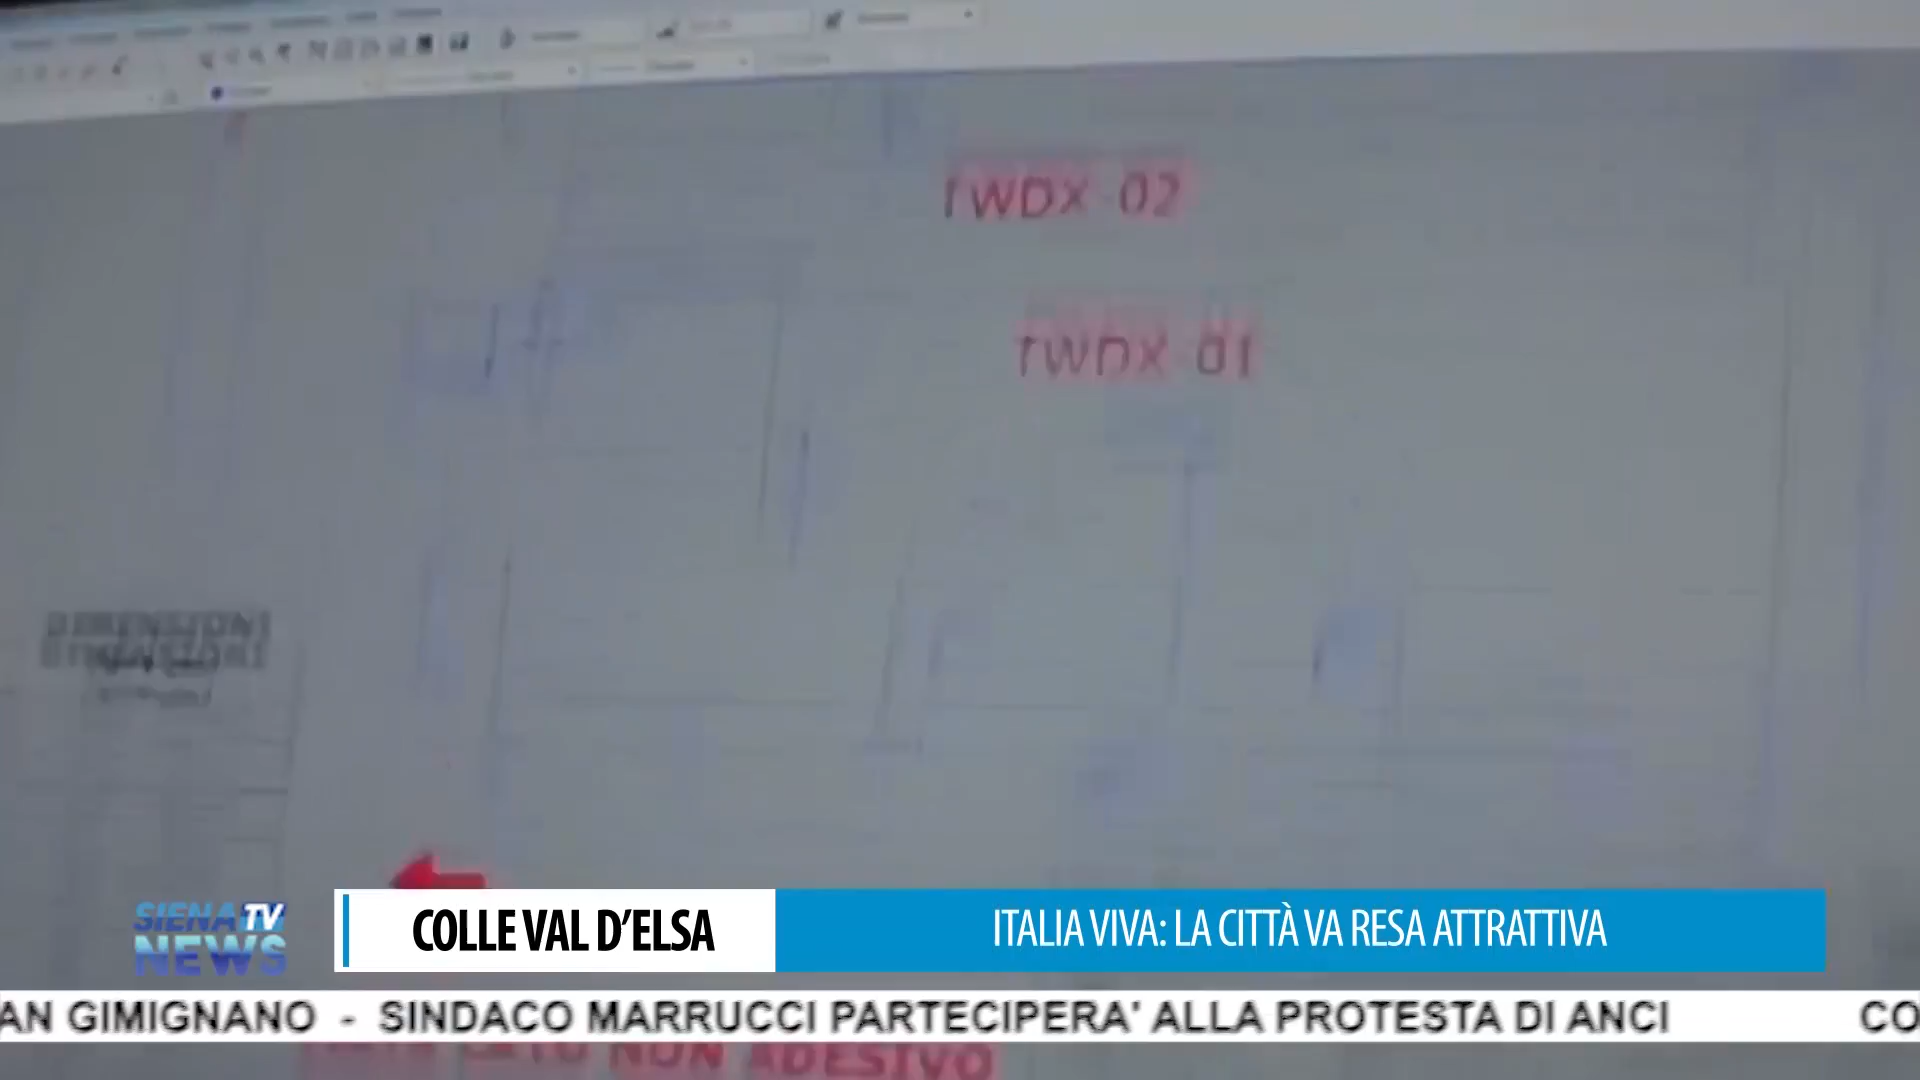 TWDX-02
TWDX-01
DIMENSIONI
SIENA TV
NEWS
COLLE VAL D’ELSA
ITALIA VIVA: LA CITTÀ VA RESA ATTRATTIVA
AN GIMIGNANO - SINDACO MARRUCCI PARTECIPERA' ALLA PROTESTA DI ANCI CO
NON ADESIVO